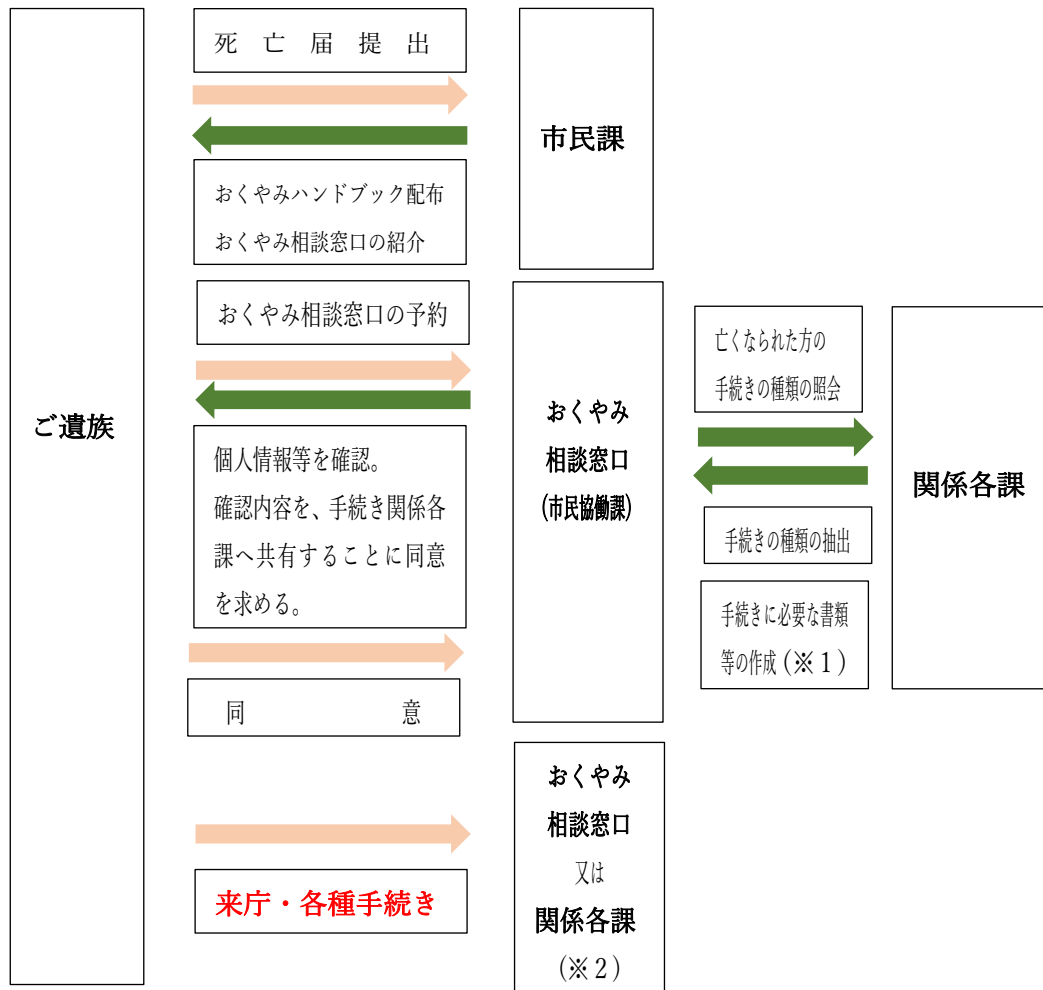 ご遺族
死亡届提出
おくやみハンドブック配布
おくやみ相談窓口の紹介
市民課
おくやみ相談窓口の予約
個人情報等を確認。
確認内容を、手続き関係各
課へ共有することに同意
を求める。
同意
おくやみ
相談窓口
(市民協働課)
亡くなられた方の
手続きの種類の照会
手続きの種類の抽出
手続きに必要な書類
等の作成(※1)
関係各課
来庁・各種手続き
おくやみ
相談窓口
又は
関係各課
(※2)